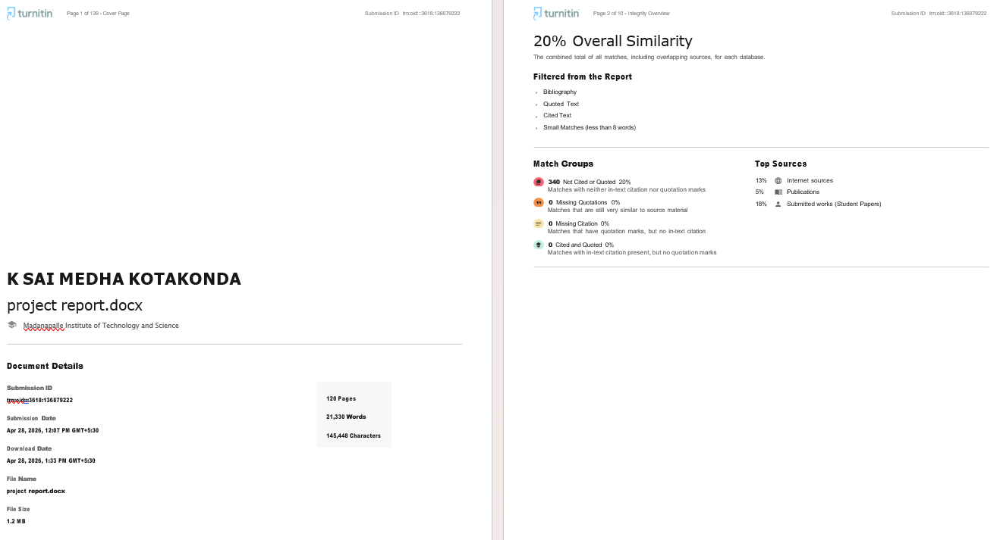 turnitin Page 1 of 139 - Cover Page Submission ID trn:oid:::3618:136879222
K SAI MEDHA KOTAKONDA
project report.docx
Madanapalle Institute of Technology and Science
Document Details
Submission ID
trn:oid:::3618:136879222
Submission Date
Apr 28, 2026, 12:07 PM GMT+5:30
Download Date
Apr 28, 2026, 1:33 PM GMT+5:30
File Name
project report.docx
File Size
1.2 MB
120 Pages
21,330 Words
145,448 Characters
turnitin Page 2 of 10 - Integrity Overview Submission ID trn:oid:::3618:136879222
20% Overall Similarity
The combined total of all matches, including overlapping sources, for each database.
Filtered from the Report
Bibliography
Quoted Text
Cited Text
Small Matches (less than 8 words)
Match Groups
340 Not Cited or Quoted 20%
Matches with neither in-text citation nor quotation marks
0 Missing Quotations 0%
Matches that are still very similar to source material
0 Missing Citation 0%
Matches that have quotation marks, but no in-text citation
0 Cited and Quoted 0%
Matches with in-text citation present, but no quotation marks
Top Sources
13% Internet sources
5% Publications
18% Submitted works (Student Papers)